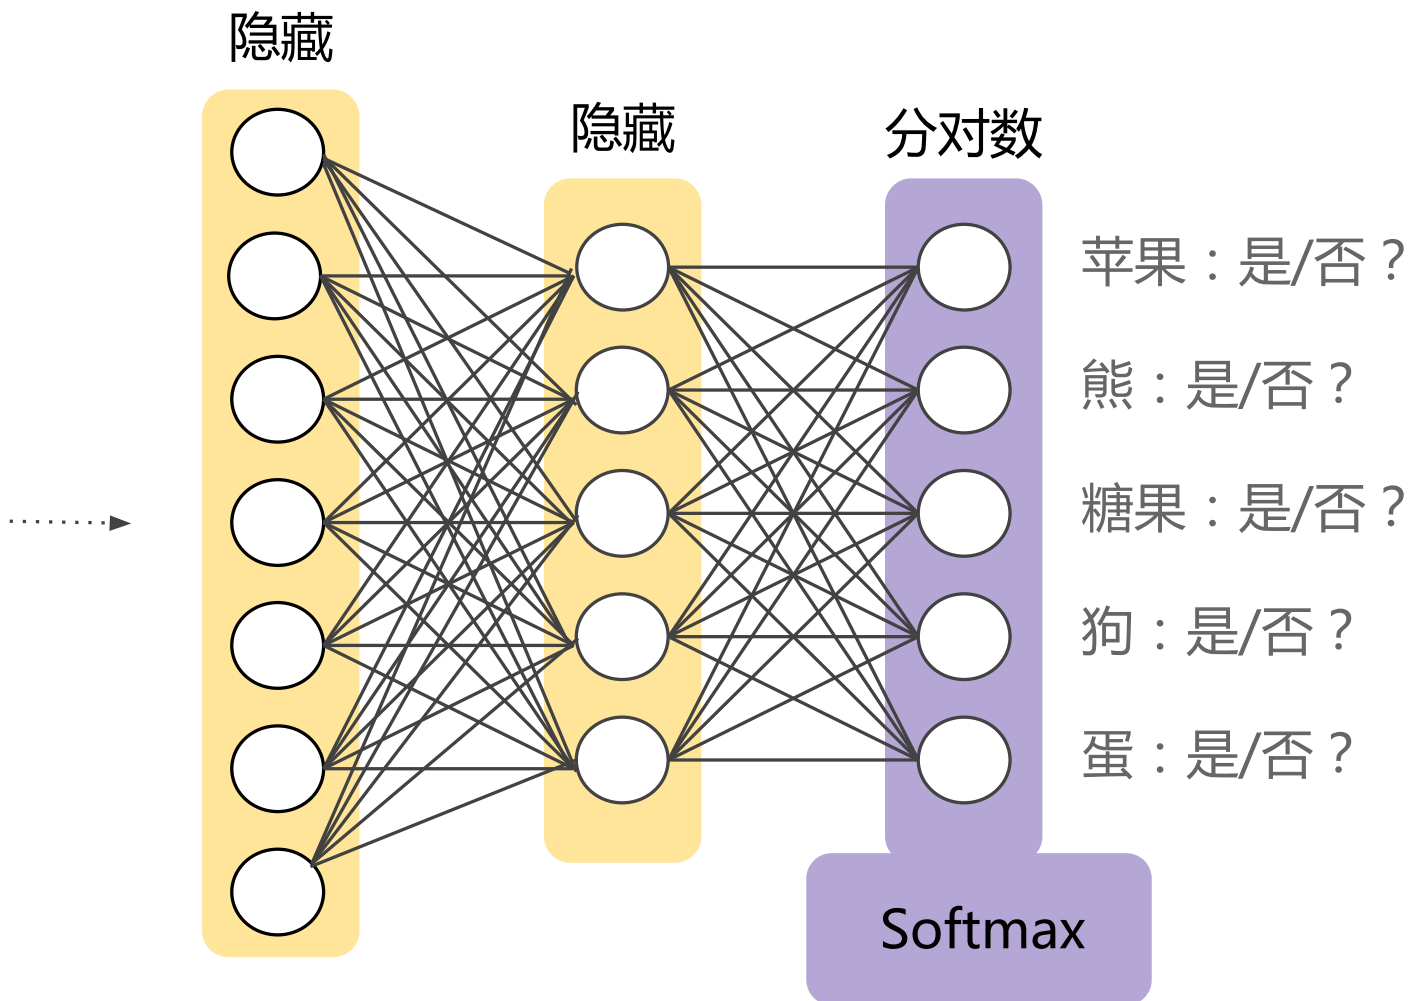 隐藏
隐藏
分对数
苹果：是/否？
熊：是/否？
糖果：是/否？
狗：是/否？
蛋：是/否？
Softmax